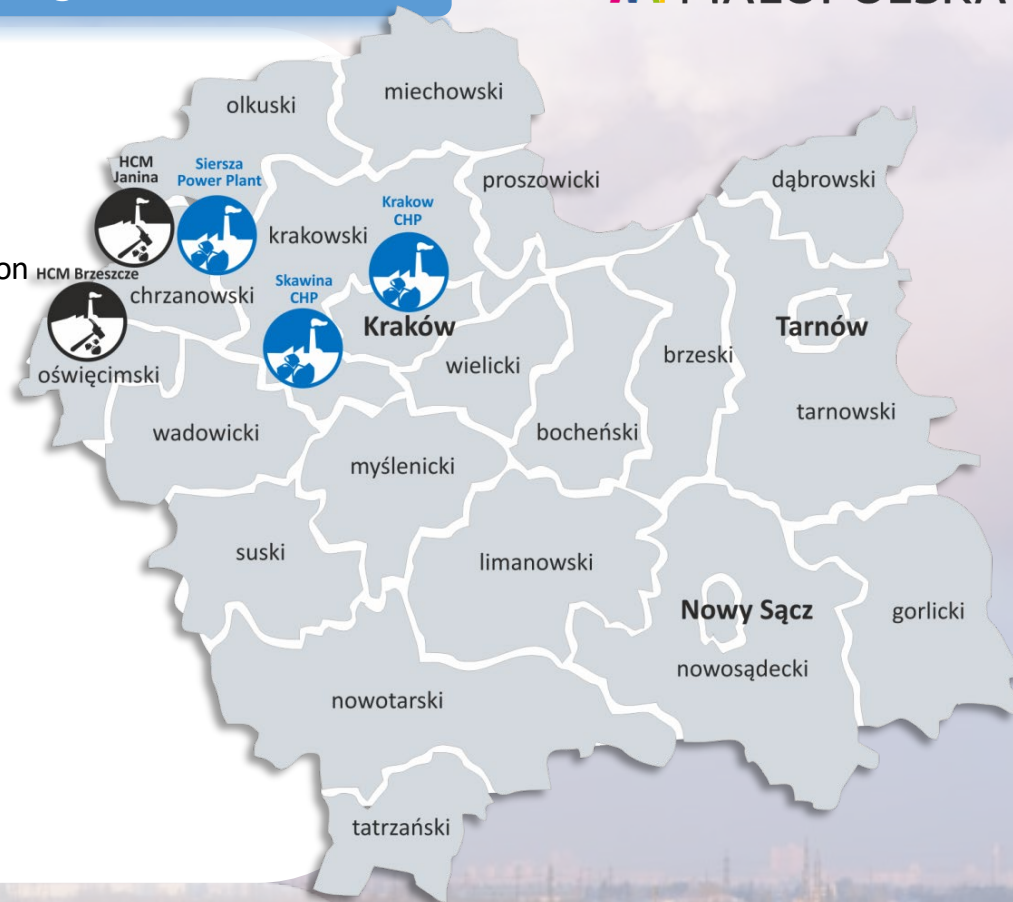 olkuski
miechowski
HCM
Janina
Siersza
Power Plant
proszowicki
dąbrowski
Krakow
CHP
krakowski
on
HCM Brzeszcze
chrzanowski
Skawina
CHP
Kraków
Tarnów
wielicki
brzeski
oświęcimski
tarnowski
wadowicki
bocheński
myślenicki
suski
limanowski
Nowy Sącz
gorlicki
nowosądecki
nowotarski
tatrzański